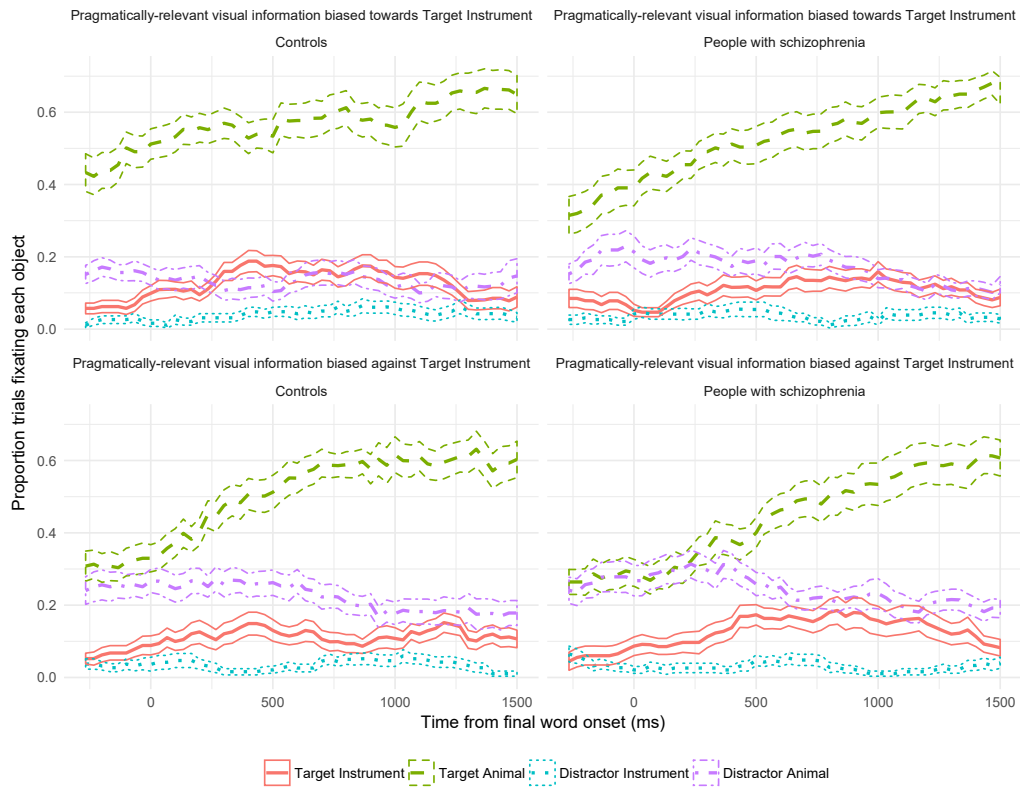 Pragmatically-relevant visual information biased towards Target Instrument
Controls
Pragmatically-relevant visual information biased towards Target Instrument
People with schizophrenia
0.6
0.4
0.2
0.0
Pragmatically-relevant visual information biased against Target Instrument
Controls
Pragmatically-relevant visual information biased against Target Instrument
People with schizophrenia
0.6
0.4
0.2
0.0
Proportion trials fixating each object
0 500 1000 1500
0 500 1000 1500
Time from final word onset (ms)
Target Instrument Target Animal Distractor Instrument Distractor Animal